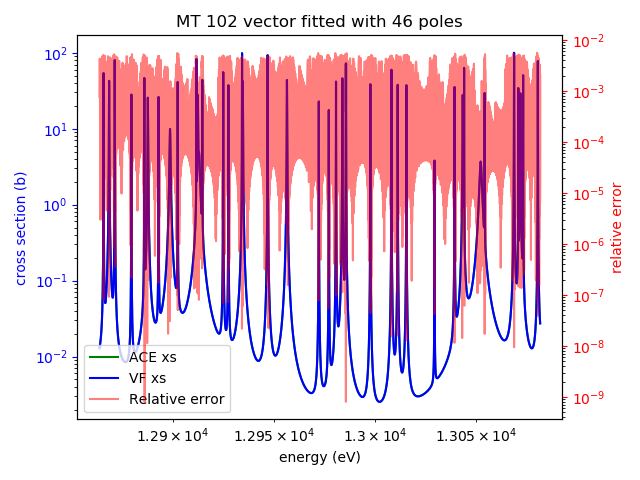 MT 102 vector fitted with 46 poles
cross section (b)
10²
10¹
10⁰
10⁻¹
10⁻²
10⁻²
10⁻³
10⁻⁴
10⁻⁵
10⁻⁶
10⁻⁷
10⁻⁸
10⁻⁹
relative error
ACE xs
VF xs
Relative error
1.29 × 10⁴ 1.295 × 10⁴ 1.3 × 10⁴ 1.305 × 10⁴
energy (eV)